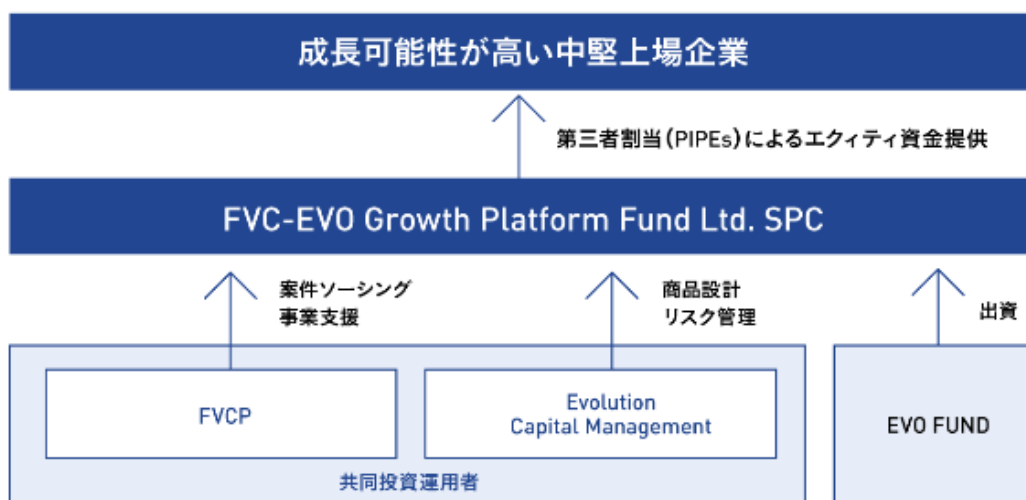 成長可能性が高い中堅上場企業
第三者割当(PIPEs)によるエクィティ資金提供
FVC-EVO Growth Platform Fund Ltd. SPC
案件ソーシング
事業支援
商品設計
リスク管理
出資
FVCP
Evolution
Capital Management
EVO FUND
共同投資運用者